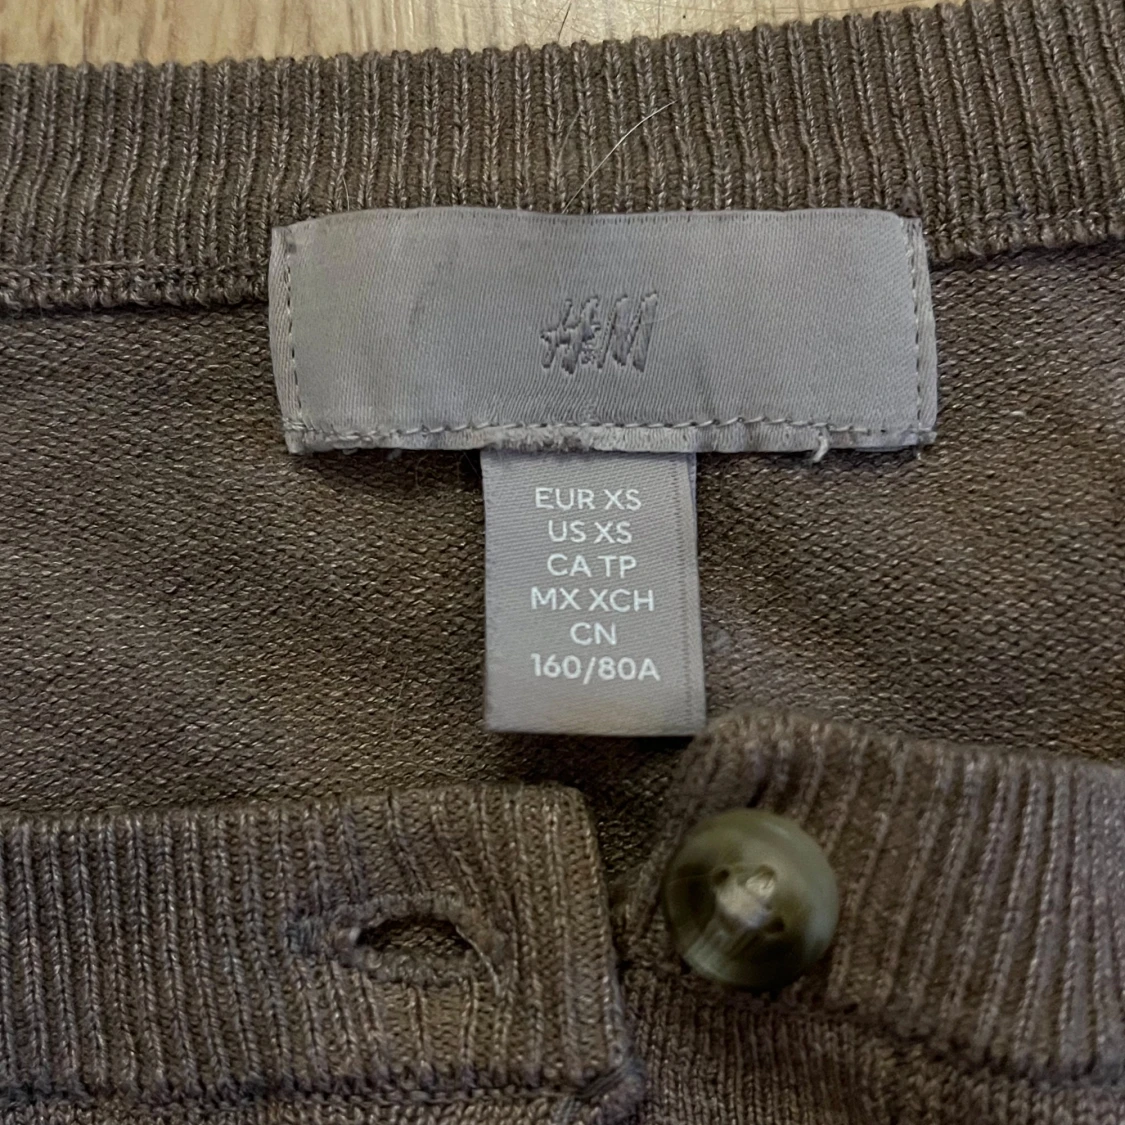 H&M
EUR XS
US XS
CA TP
MX XCH
CN
160/80A